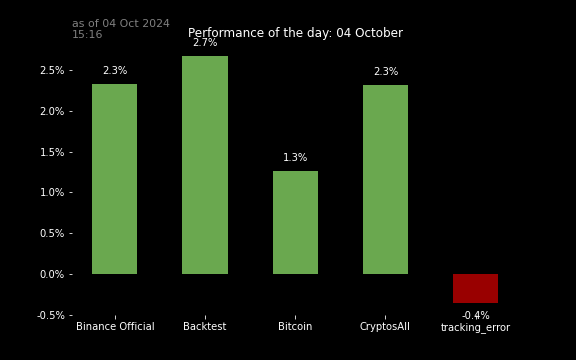 as of 04 Oct 2024
15:16
Performance of the day: 04 October
2.5%
2.0%
1.5%
1.0%
0.5%
0.0%
-0.5%
2.3%
2.7%
1.3%
2.3%
-0.4%
Binance Official
Backtest
Bitcoin
CryptosAll
tracking_error